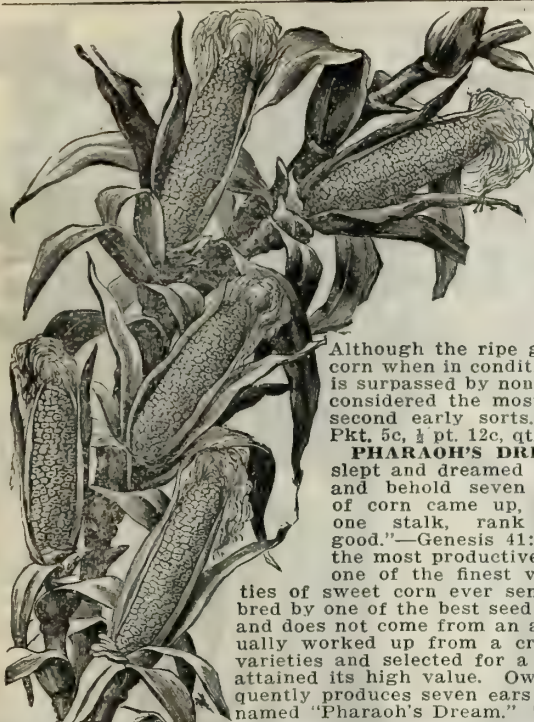 Although the ripe g
corn when in condit
is surpassed by non
considered the mos
second early sorts.
Pkt. 5c, ½ pt. 12c, qt
PHARAOH'S DRE
slept and dreamed
and behold seven
of corn came up,
one stalk, rank
good."—Genesis 41:
the most productive
one of the finest v
ties of sweet corn ever sen
bred by one of the best seed
and does not come from an a
ually worked up from a cr
varieties and selected for a
attained its high value. Ow
quently produces seven ears
named "Pharaoh's Dream."